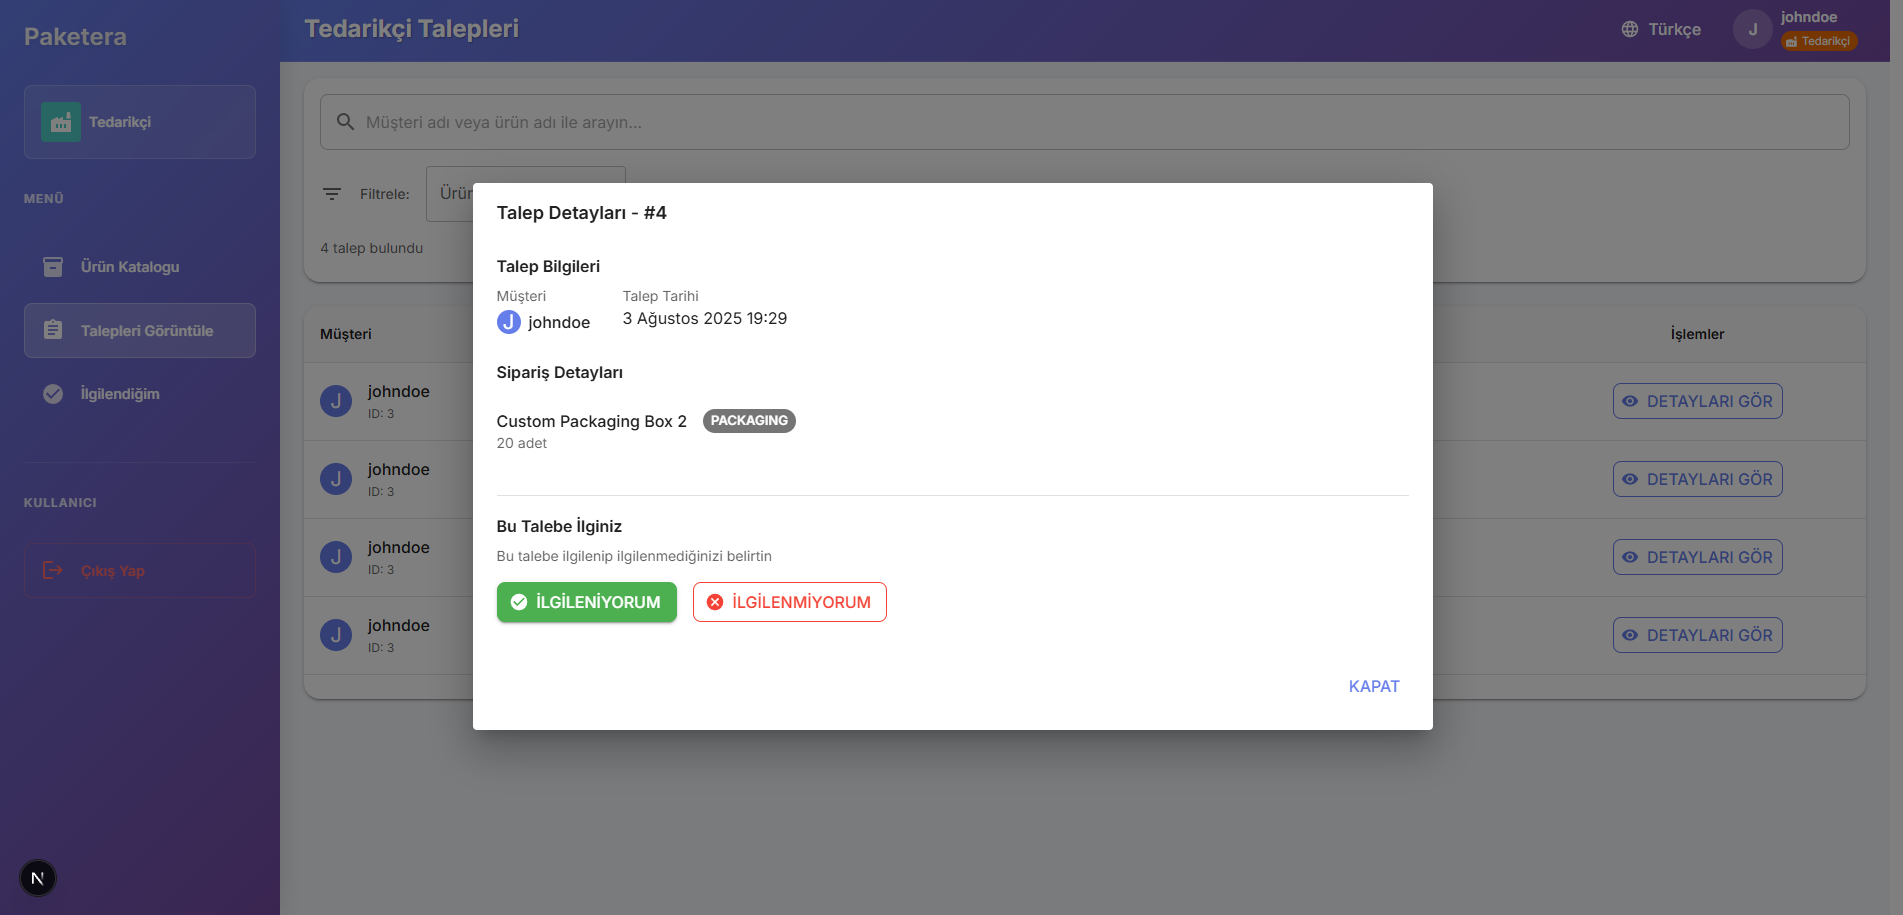 Paketera
Tedarikçi
MENÜ
Ürün Katalogu
Talepleri Görüntüle
İlgilendiğim
KULLANICI
Çıkış Yap
N
Tedarikçi Talepleri
Türkçe
J
johndoe
Tedarikçi
Müşteri adı veya ürün adı ile arayın...
Filtrele:
Ürün
4 talep bulundu
Müşteri
İşlemler
J
johndoe
ID: 3
DETAYLARI GÖR
J
johndoe
ID: 3
DETAYLARI GÖR
J
johndoe
ID: 3
DETAYLARI GÖR
J
johndoe
ID: 3
DETAYLARI GÖR
Talep Detayları - #4
Talep Bilgileri
Müşteri
J johndoe
Talep Tarihi
3 Ağustos 2025 19:29
Sipariş Detayları
Custom Packaging Box 2 PACKAGING
20 adet
Bu Talebe İlginiz
Bu talebe ilgilenip ilgilenmediğinizi belirtin
İLGİLENİYORUM
İLGİLENMİYORUM
KAPAT